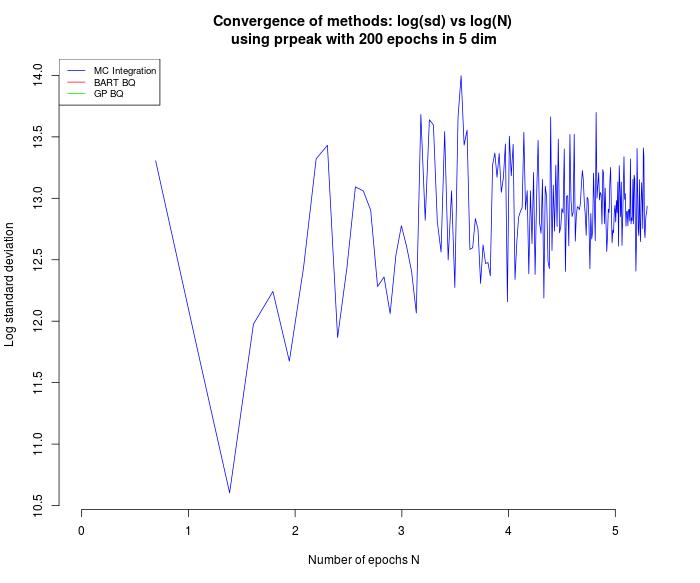 Convergence of methods: log(sd) vs log(N)
using prpeak with 200 epochs in 5 dim
MC Integration
BART BQ
GP BQ
Log standard deviation
14.0
13.5
13.0
12.5
12.0
11.5
11.0
10.5
0 1 2 3 4 5
Number of epochs N